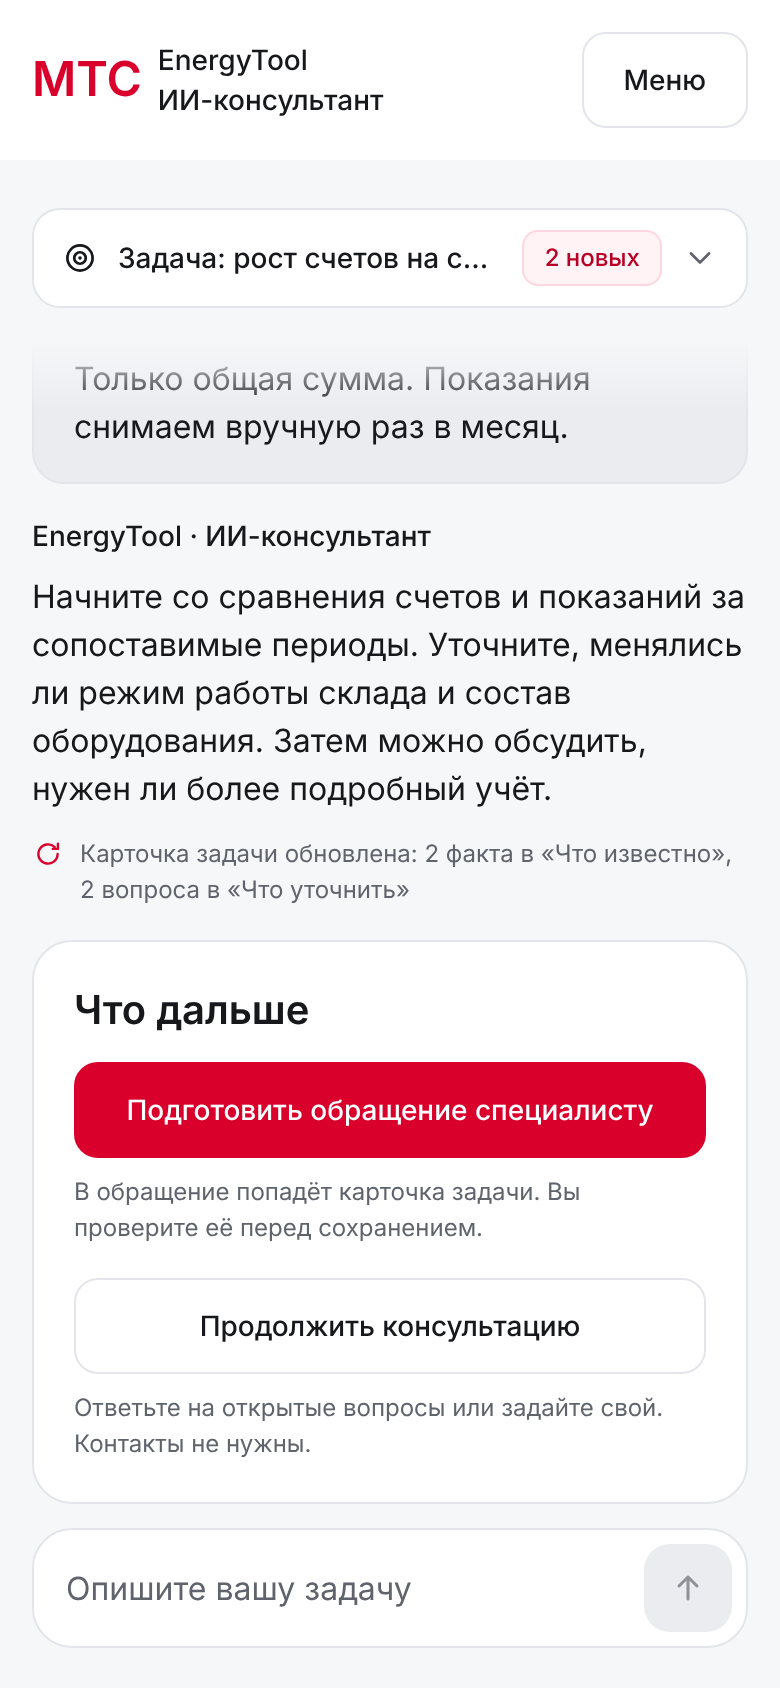 МТС
EnergyTool
ИИ-консультант
Меню
Задача: рост счетов на с...
2 новых
Только общая сумма. Показания
снимаем вручную раз в месяц.
EnergyTool · ИИ-консультант
Начните со сравнения счетов и показаний за
сопоставимые периоды. Уточните, менялись
ли режим работы склада и состав
оборудования. Затем можно обсудить,
нужен ли более подробный учёт.
Карточка задачи обновлена: 2 факта в «Что известно»,
2 вопроса в «Что уточнить»
Что дальше
Подготовить обращение специалисту
В обращение попадёт карточка задачи. Вы
проверите её перед сохранением.
Продолжить консультацию
Ответьте на открытые вопросы или задайте свой.
Контакты не нужны.
Опишите вашу задачу